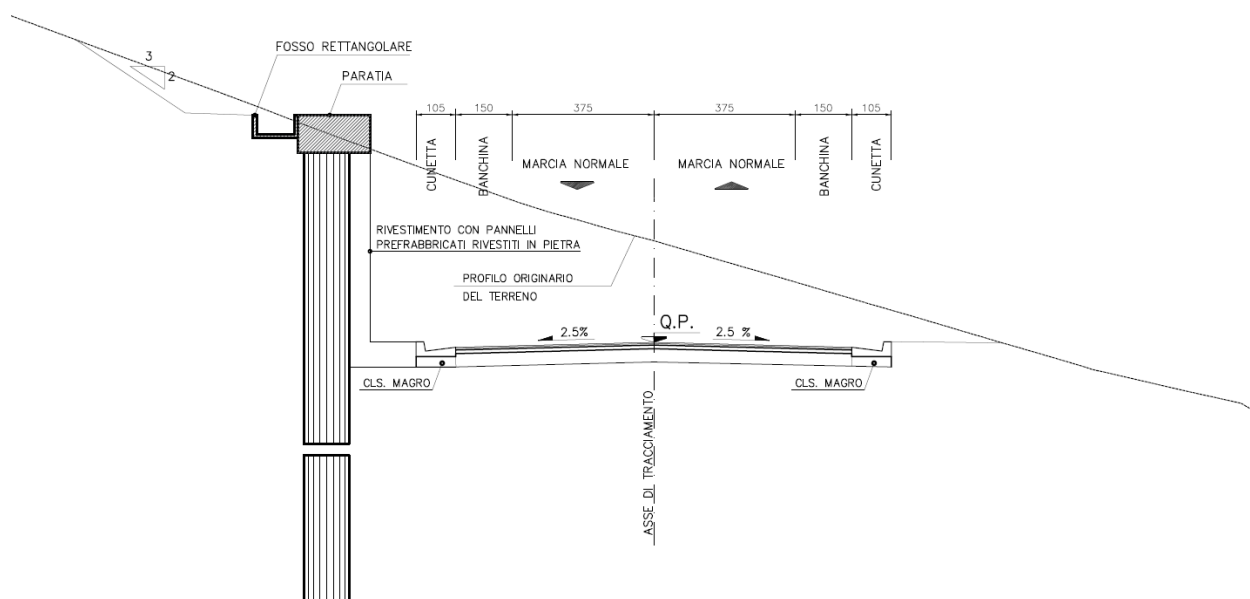 FOSSO RETTANGOLARE
3
2
PARATIA
105
150
375
375
150
105
CUNETTA
BANCHINA
MARCIA NORMALE
MARCIA NORMALE
BANCHINA
CUNETTA
RIVESTIMENTO CON PANNELLI
PREFRABBRICATI RIVESTITI IN PIETRA
PROFILO ORIGINARIO
DEL TERRENO
2.5%
Q.P.
2.5 %
CLS. MAGRO
CLS. MAGRO
ASSE DI TRACCIAMENTO